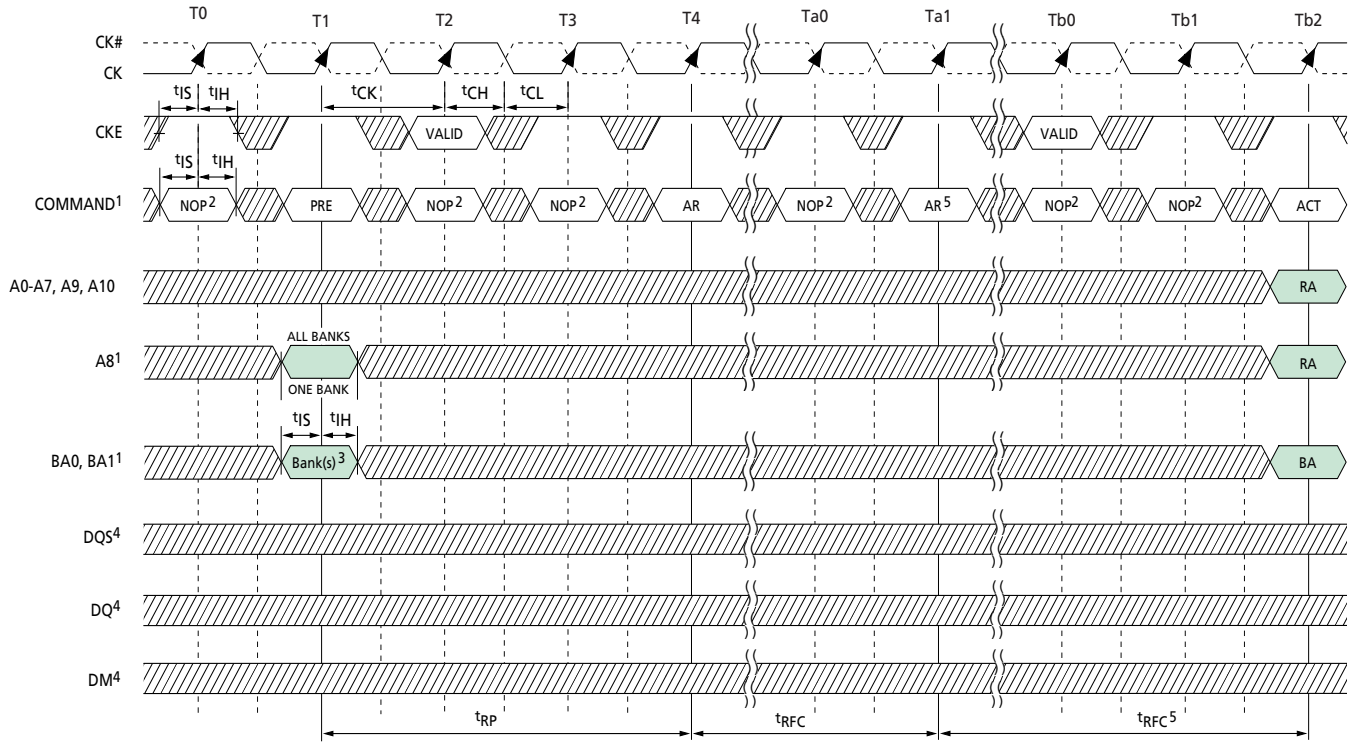 T0 T1 T2 T3 T4 Ta0 Ta1 Tb0 Tb1 Tb2
CK#
CK
tIS tIH tCK tCH tCL
CKE VALID VALID
tIS tIH
COMMAND1 NOP2 PRE NOP2 NOP2 AR NOP2 AR5 NOP2 NOP2 ACT
A0-A7, A9, A10 RA
ALL BANKS
A81 RA
ONE BANK
tIS tIH
BA0, BA11 Bank(s)3 BA
DQS4
DQ4
DM4
tRP tRFC tRFC5